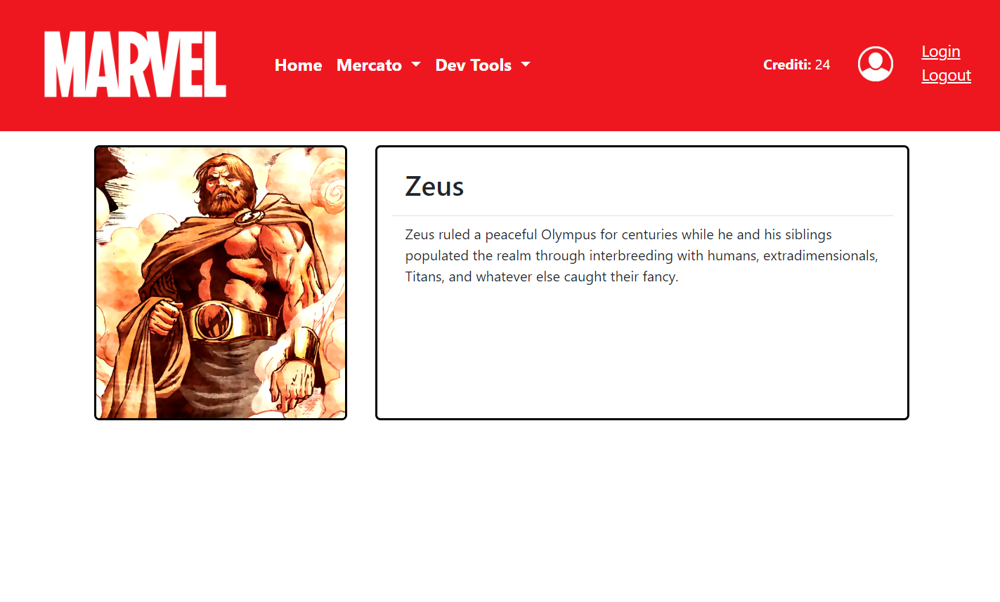 MARVEL
Home Mercato Dev Tools
Crediti: 24
Login
Logout
Zeus
Zeus ruled a peaceful Olympus for centuries while he and his siblings
populated the realm through interbreeding with humans, extradimensionals,
Titans, and whatever else caught their fancy.